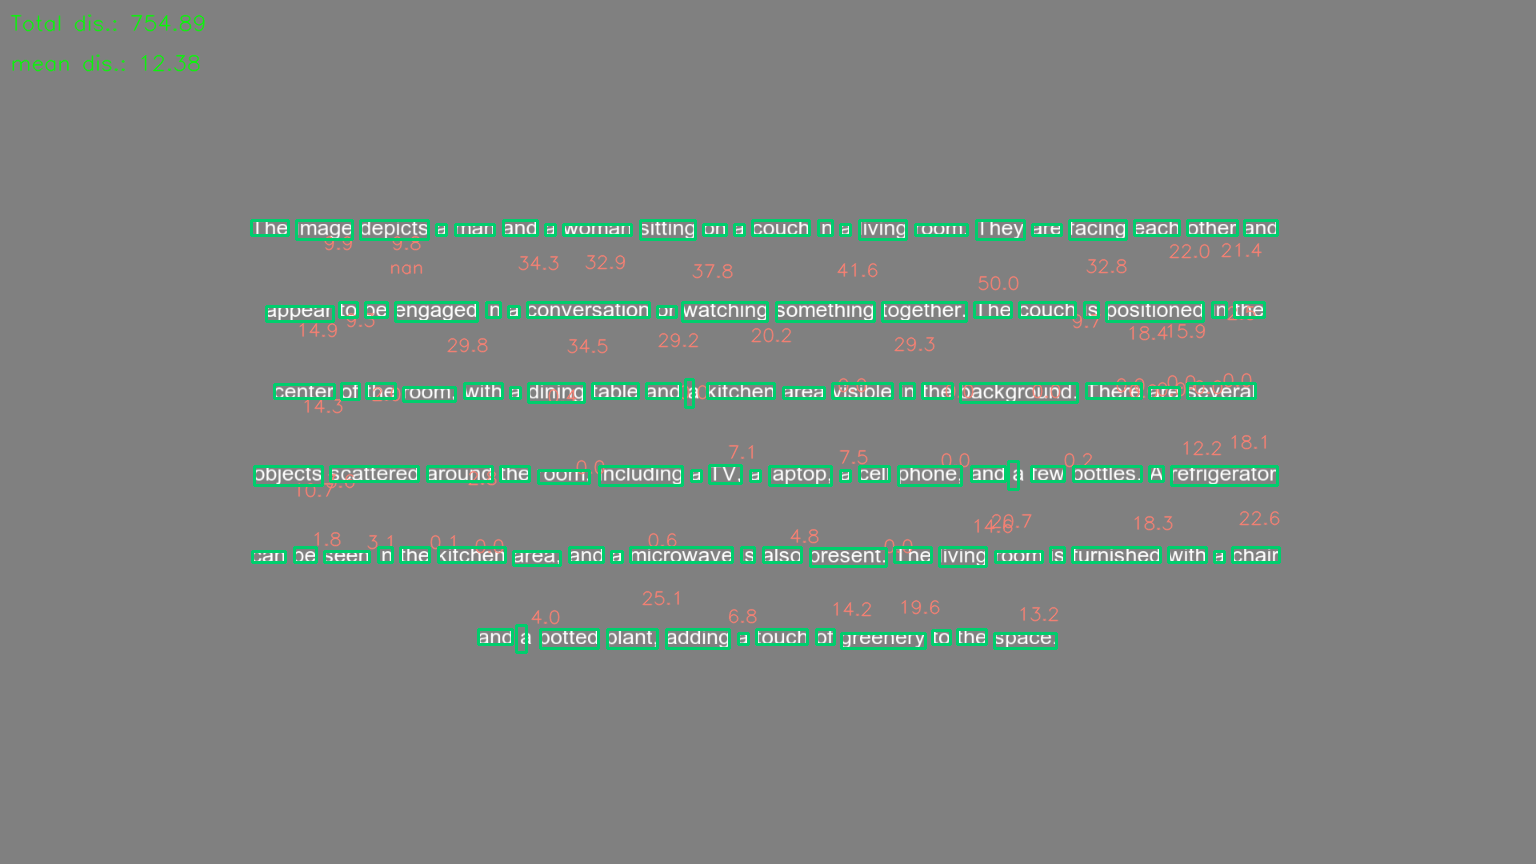 Total dis.: 754.89
mean dis.: 12.38
The image depicts a man and a woman sitting on a couch in a living room. They are facing each other and
9.9 9.8 22.0 21.4
nan 34.3 32.9 37.8 41.6 50.0 32.8
appear to be engaged in a conversation or watching something together. The couch is positioned in the
14.9 9.3 20.2 9.7 18.4 15.9
29.8 34.5 29.2 29.3
center of the room, with a dining table and a kitchen area visible in the background. There are several
14.3
7.1 7.5 0.0 0.2 12.2 18.1
objects scattered around the room, including a TV, a laptop, a cell phone, and a few bottles. A refrigerator
10.7
1.8 3.1 0.1 0.0 0.6 4.8 0.0 14.6 20.7 18.3 22.6
can be seen in the kitchen area, and a microwave is also present. The living room is furnished with a chair
4.0 25.1 6.8 14.2 19.6 13.2
and a potted plant, adding a touch of greenery to the space.